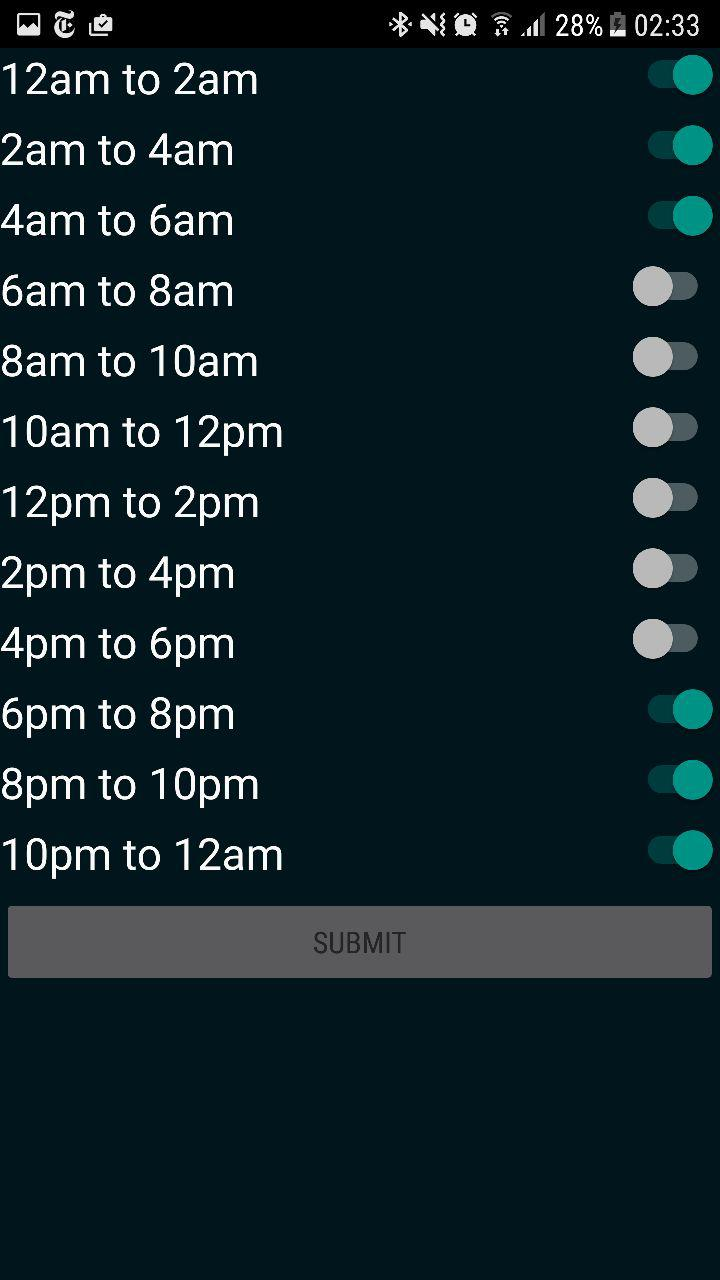 28% 02:33
12am to 2am
2am to 4am
4am to 6am
6am to 8am
8am to 10am
10am to 12pm
12pm to 2pm
2pm to 4pm
4pm to 6pm
6pm to 8pm
8pm to 10pm
10pm to 12am
SUBMIT